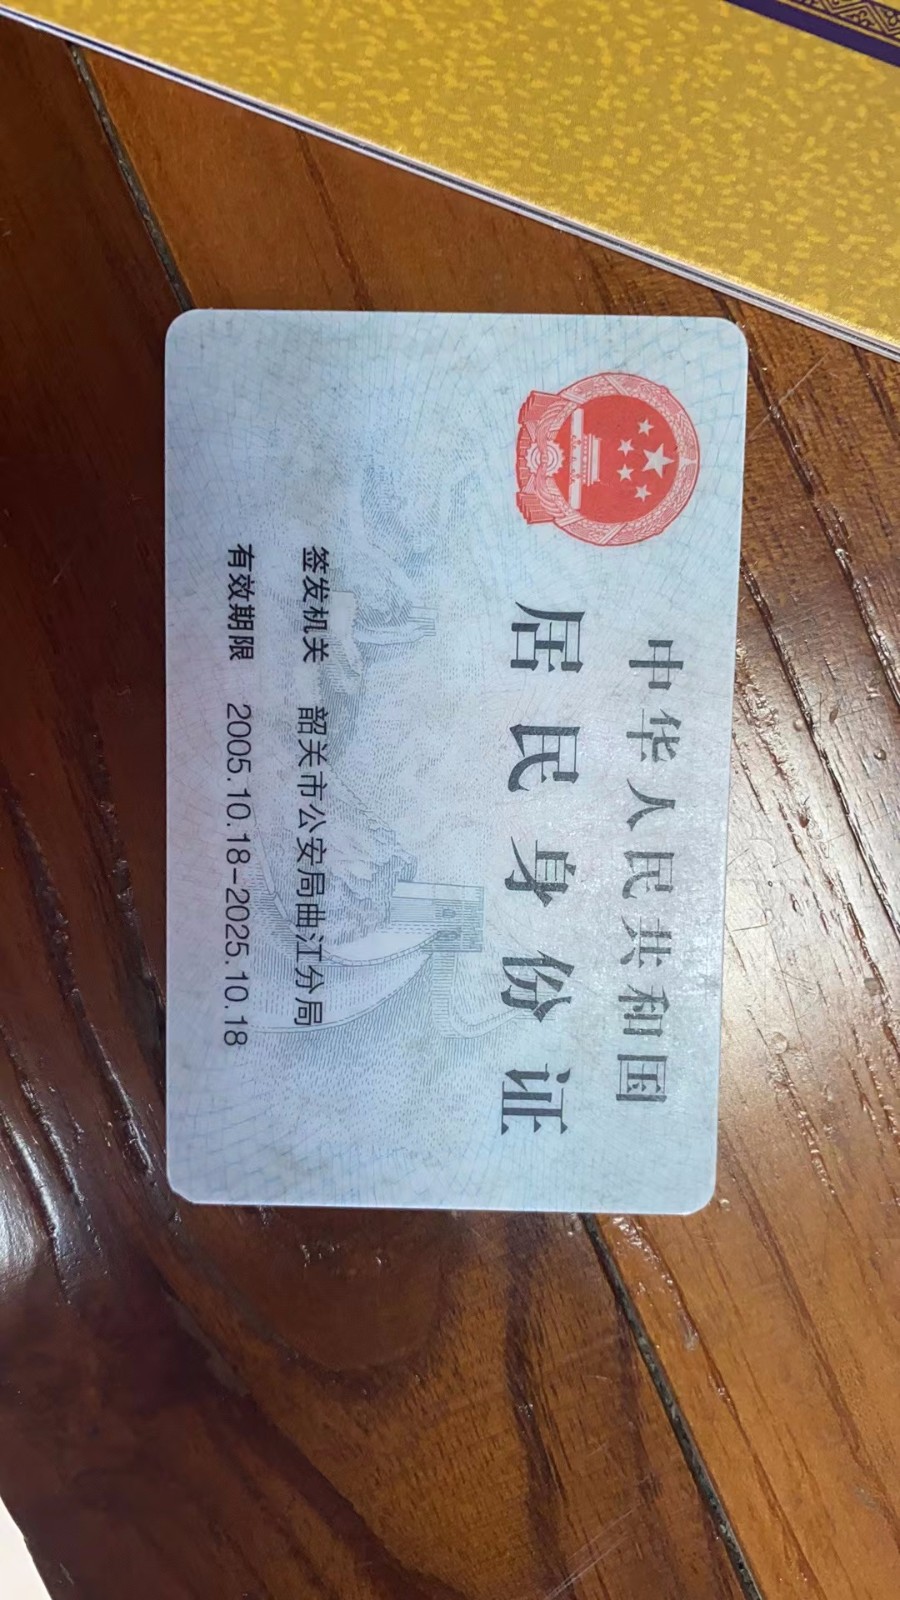 中华人民共和国
居民身份证
签发机关 韶关市公安局曲江分局
有效期限 2005.10.18-2025.10.18